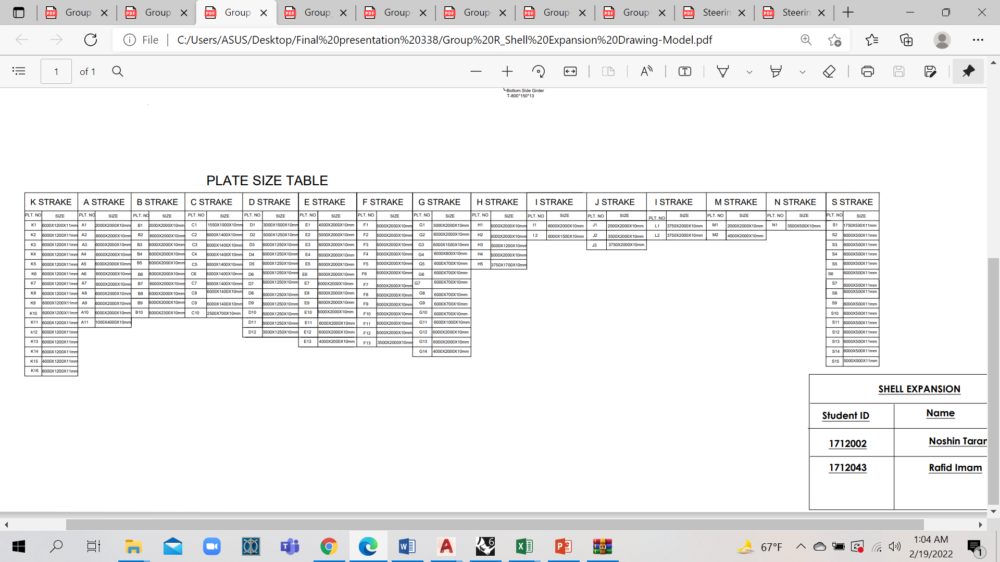 Group Group Group Group Group Group Group Group Steerin Steerin
File C:/Users/ASUS/Desktop/Final%20presentation%20338/Group%20R_Shell%20Expansion%20Drawing-Model.pdf
1 of 1
Bottom Side Girder
T-800*150*13
PLATE SIZE TABLE
K STRAKE A STRAKE B STRAKE C STRAKE D STRAKE E STRAKE F STRAKE G STRAKE H STRAKE I STRAKE J STRAKE I STRAKE M STRAKE N STRAKE S STRAKE
PLT. NO SIZE PLT. NO SIZE PLT. NO SIZE PLT. NO SIZE PLT. NO SIZE PLT. NO SIZE PLT. NO SIZE PLT. NO SIZE PLT. NO SIZE PLT. NO SIZE PLT. NO SIZE PLT. NO SIZE PLT. NO SIZE PLT. NO SIZE PLT. NO SIZE
K1 6000X1200X11mm A1 2000X2000X10mm B1 2000X2000X10mm C1 1550X1000X10mm D1 3000X1500X10mm E1 4000X2000X10mm F1 6000X2000X10mm G1 3000X2000X10mm H1 6000X2000X10mm I1 6000X2000X10mm J1 2000X2000X10mm L1 3750X2000X10mm M1 2000X2000X10mm N1 3500X500X10mm S1 1750X500X11mm
K2 6000X1200X11mm A2 6000X2000X10mm B2 6000X2000X10mm C2 6000X1400X10mm D2 5000X1250X10mm E2 5000X2000X10mm F2 6000X2000X10mm G2 6000X2000X10mm H2 6000X2000X10mm I 2 6000X1500X10mm J2 3500X2000X10mm L2 3750X2000X10mm M2 4500X2000X10mm S2 6000X500X11mm
K3 6000X1200X11mm A3 6000X2000X10mm B3 6000X2000X10mm C3 6000X1400X10mm D3 6000X1250X10mm E3 6000X2000X10mm F3 6000X2000X10mm G3 6000X1500X10mm H3 5000X1200X10mm J3 3750X2000X10mm S3 6000X500X11mm
K4 6000X1200X11mm A4 6000X2000X10mm B4 6000X2000X10mm C4 6000X1400X10mm D4 6000X1250X10mm E4 6000X2000X10mm F4 6000X2000X10mm G4 6000X800X10mm H4 6000X2000X10mm S4 6000X500X11mm
K5 6000X1200X11mm A5 6000X2000X10mm B5 6000X2000X10mm C5 6000X1400X10mm D5 6000X1250X10mm E5 6000X2000X10mm F5 6000X2000X10mm G5 6000X700X10mm H5 3750X1700X10mm S5 6000X500X11mm
K6 6000X1200X11mm A6 6000X2000X10mm B6 6000X2000X10mm C6 6000X1400X10mm D6 6000X1250X10mm E6 6000X2000X10mm F6 6000X2000X10mm G6 6000X700X10mm S6 6000X500X11mm
K7 6000X1200X11mm A7 6000X2000X10mm B7 6000X2000X10mm C7 6000X1400X10mm D7 6000X1250X10mm E7 6000X2000X10mm F7 6000X2000X10mm G7 6000X700X10mm S7 6000X500X11mm
K8 6000X1200X11mm A8 6000X2000X10mm B8 6000X2000X10mm C8 6000X1400X10mm D8 6000X1250X10mm E8 6000X2000X10mm F8 6000X2000X10mm G8 6000X700X10mm S8 6000X500X11mm
K9 6000X1200X11mm A9 6000X2000X10mm B9 6000X2000X10mm C9 6000X1400X10mm D9 6000X1250X10mm E9 6000X2000X10mm F9 6000X2000X10mm G9 6000X700X10mm S9 6000X500X11mm
K10 6000X1200X11mm A10 6000X2000X10mm B10 6000X2300X10mm C10 2500X700X10mm D10 6000X1250X10mm E10 6000X2000X10mm F10 6000X2000X10mm G10 6000X700X10mm S10 6000X500X11mm
K11 6000X1200X11mm A11 1000X4000X10mm D11 6000X1250X10mm E11 6000X2000X10mm F11 6000X2000X10mm G11 6000X1000X10mm S11 6000X500X11mm
k12 6000X1200X11mm D12 3500X1250X10mm E12 6000X2000X10mm F12 6000X2000X10mm G12 6000X2000X10mm S12 6000X500X11mm
K13 6000X1200X11mm E13 4000X2000X10mm F13 3500X2000X10mm G13 6000X2000X10mm S13 6000X500X11mm
K14 6000X1200X11mm G14 4000X2000X10mm S14 6000X500X11mm
K15 4000X1200X11mm S15 5000X500X11mm
K16 6000X1200X11mm
SHELL EXPANSION
Student ID Name
1712002 Noshin Taran
1712043 Rafid Imam
67°F 1:04 AM
2/19/2022 1